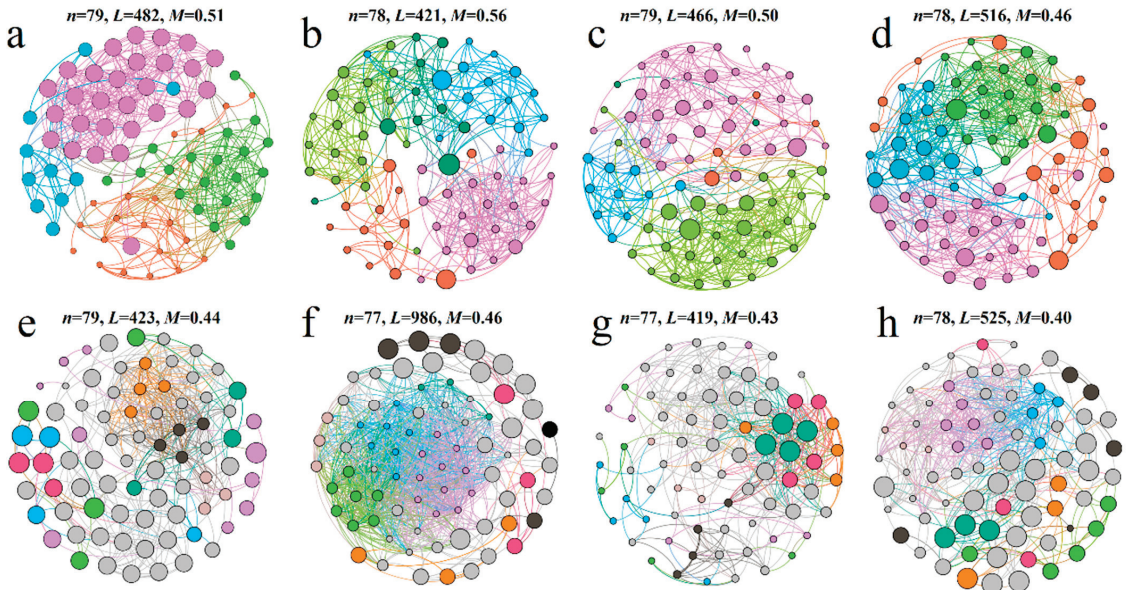 n=79, L=482, M=0.51
n=78, L=421, M=0.56
n=79, L=466, M=0.50
n=78, L=516, M=0.46
a
b
c
d
n=79, L=423, M=0.44
n=77, L=986, M=0.46
n=77, L=419, M=0.43
n=78, L=525, M=0.40
e
f
g
h